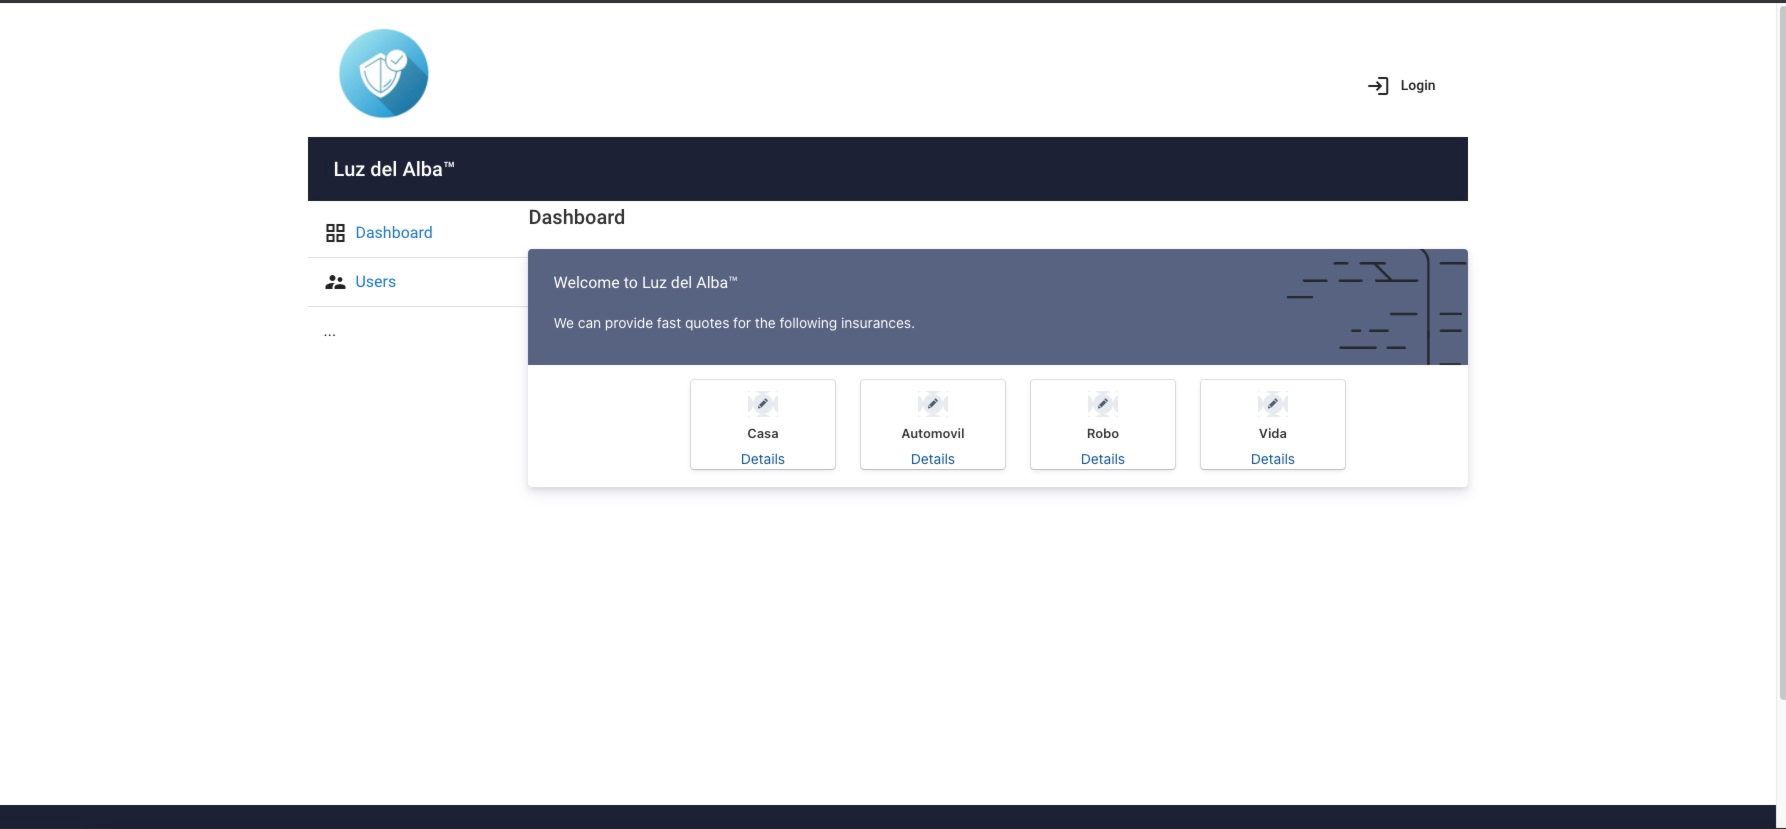 Login
Luz del Alba™
Dashboard
Users
...
Dashboard
Welcome to Luz del Alba™
We can provide fast quotes for the following insurances.
Casa
Details
Automovil
Details
Robo
Details
Vida
Details